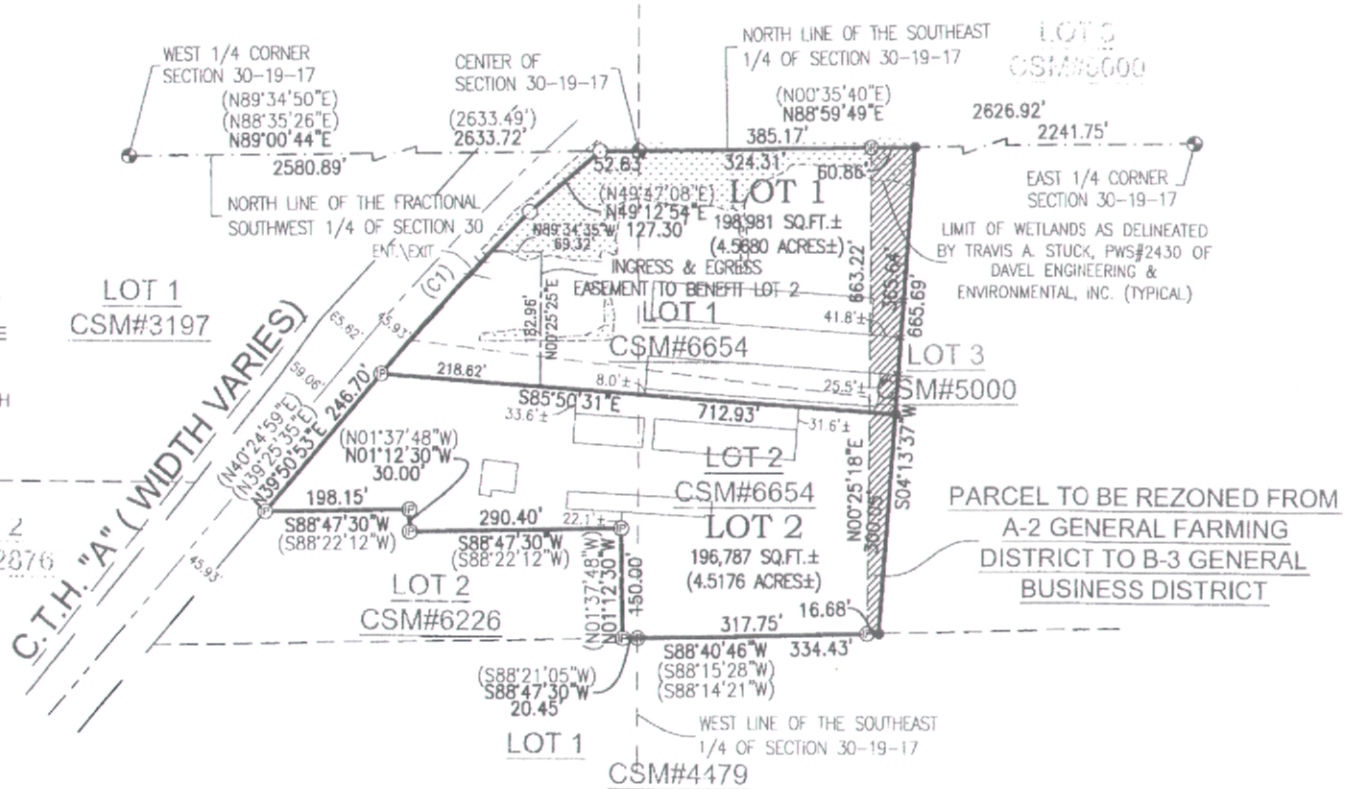 WEST 1/4 CORNER
SECTION 30-19-17
(N89°34'50"E)
(N88°35'26"E)
N89°00'44"E
2580.89'
(2633.49')
2633.72'
CENTER OF
SECTION 30-19-17
NORTH LINE OF THE SOUTHEAST
1/4 OF SECTION 30-19-17
(N00°35'40"E)
N88°59'49"E
385.17'
324.31'
52.83'
60.86'
2626.92'
2241.75'
EAST 1/4 CORNER
SECTION 30-19-17
NORTH LINE OF THE FRACTIONAL
SOUTHWEST 1/4 OF SECTION 30
ENT.\EXIT
(C1)
(N49°47'08"E)
N49°12'54"E
127.30'
N89°34'35"W
69.32'
LOT 1
198,981 SQ.FT.±
(4.5680 ACRES±)
INGRESS & EGRESS
EASEMENT TO BENEFIT LOT 2
182.96'
N00°25'25"E
LOT 1
CSM#6654
663.22'
665.69'
41.8'±
LIMIT OF WETLANDS AS DELINEATED
BY TRAVIS A. STUCK, PWS#2430 OF
DAVEL ENGINEERING &
ENVIRONMENTAL, INC. (TYPICAL)
LOT 3
CSM#5000
LOT 1
CSM#3197
C.T.H. "A" ( WIDTH VARIES)
65.62'
45.93'
59.06'
218.62'
8.0'±
25.5'±
S85°50'31"E
712.93'
33.6'±
31.6'±
(N40°24'59"E)
(N39°25'35"E)
N39°50'53"E 246.70'
(N01°37'48"W)
N01°12'30"W
30.00'
198.15'
S88°47'30"W
(S88°22'12"W)
290.40'
S88°47'30"W
(S88°22'12"W)
22.1'±
(N01°37'48"W)
N01°12'30"W
150.00'
LOT 2
CSM#6654
LOT 2
196,787 SQ.FT.±
(4.5176 ACRES±)
N00°25'18"E
S04°13'37"W
PARCEL TO BE REZONED FROM
A-2 GENERAL FARMING
DISTRICT TO B-3 GENERAL
BUSINESS DISTRICT
2
2876
45.93'
LOT 2
CSM#6226
16.68'
317.75'
334.43'
S88°40'46"W
(S88°15'28"W)
(S88°14'21"W)
(S88°21'05"W)
S88°47'30"W
20.45'
WEST LINE OF THE SOUTHEAST
1/4 OF SECTION 30-19-17
LOT 1
CSM#4479